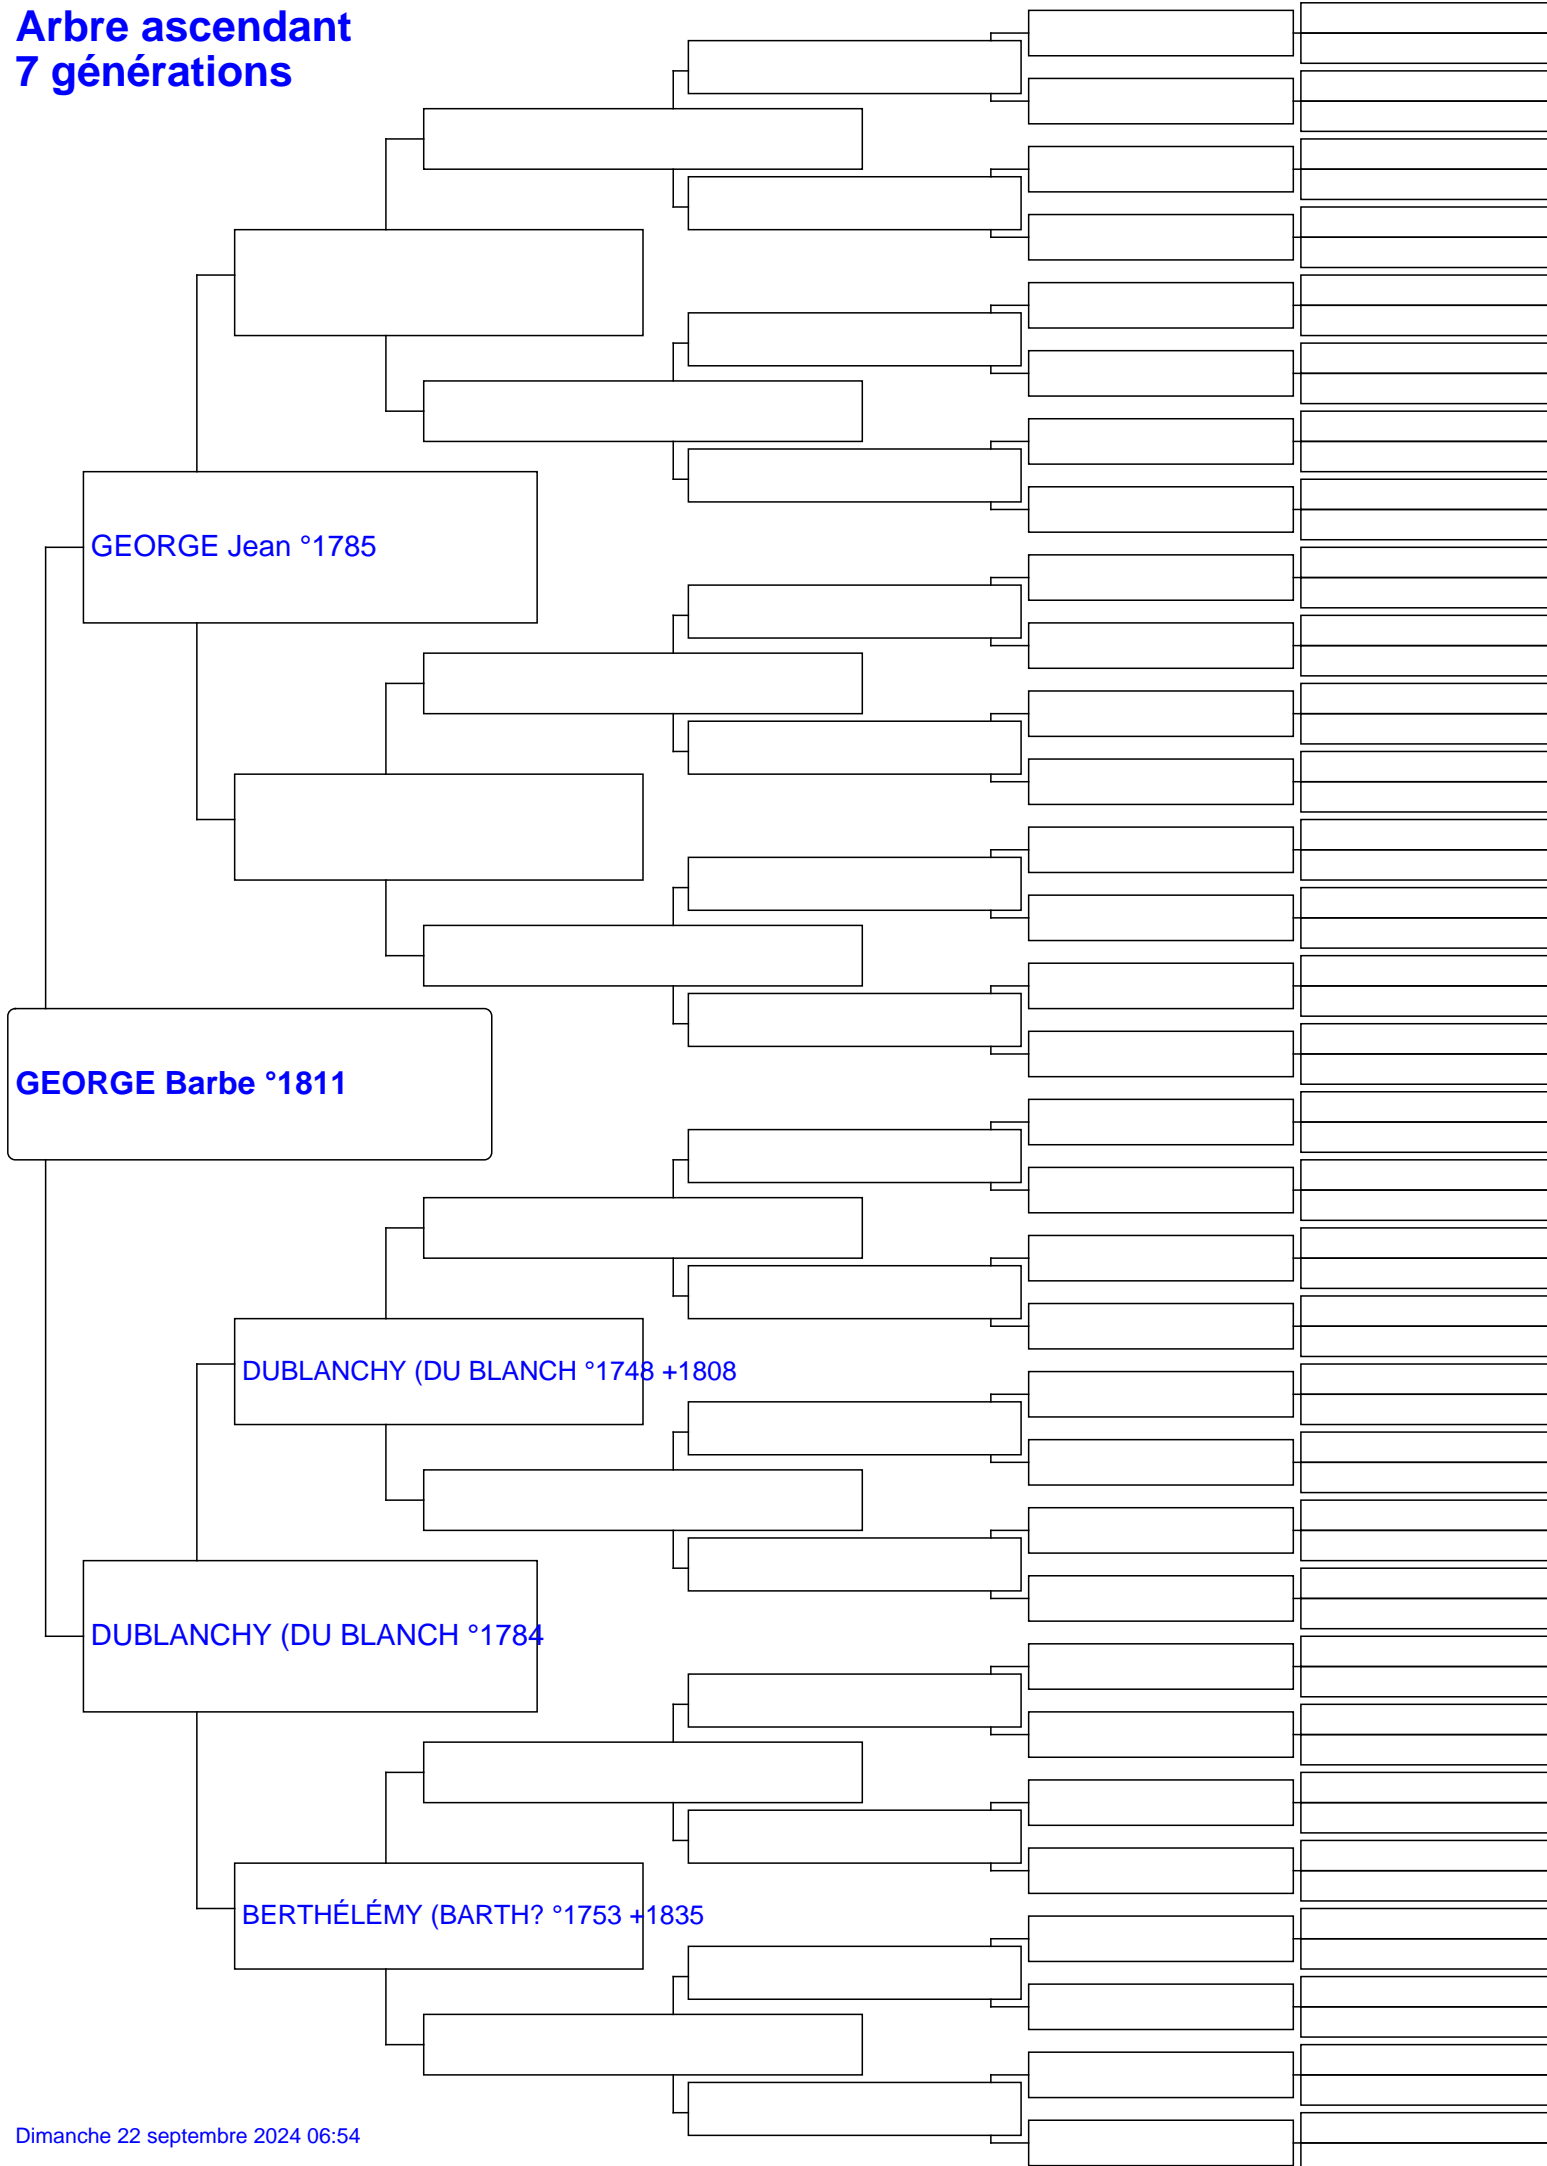 Arbre ascendant
7 générations
GEORGE Jean °1785
GEORGE Barbe °1811
DUBLANCHY (DU BLANCH °1748 +1808
DUBLANCHY (DU BLANCH °1784
BERTHÉLÉMY (BARTH? °1753 +1835
Dimanche 22 septembre 2024 06:54